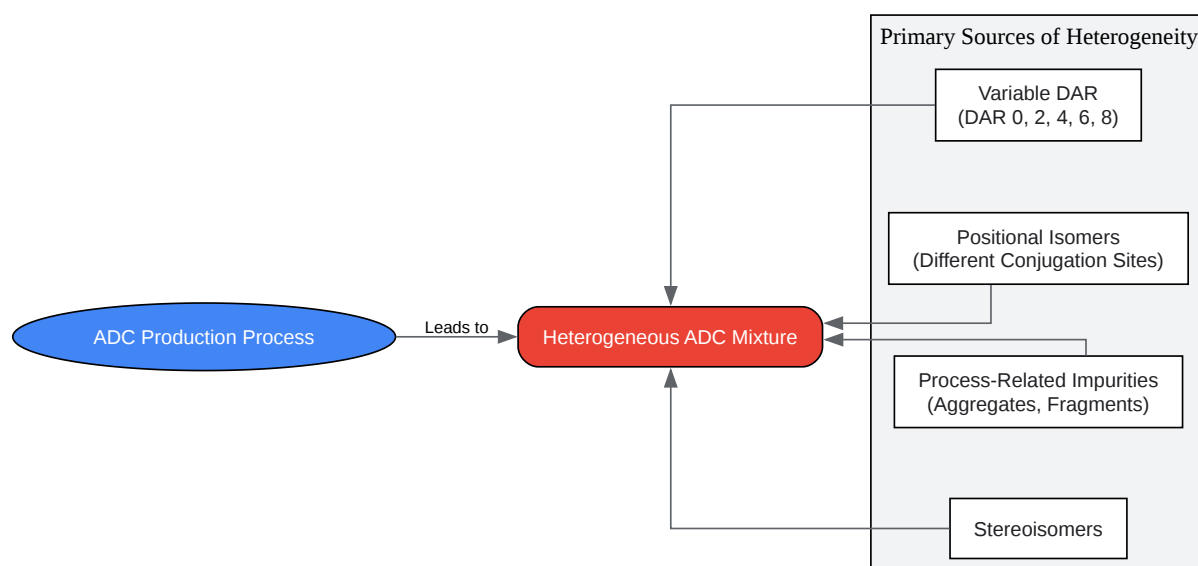 Primary Sources of Heterogeneity
Variable DAR
(DAR 0, 2, 4, 6, 8)
Positional Isomers
(Different Conjugation Sites)
ADC Production Process
Leads to
Heterogeneous ADC Mixture
Process-Related Impurities
(Aggregates, Fragments)
Stereoisomers